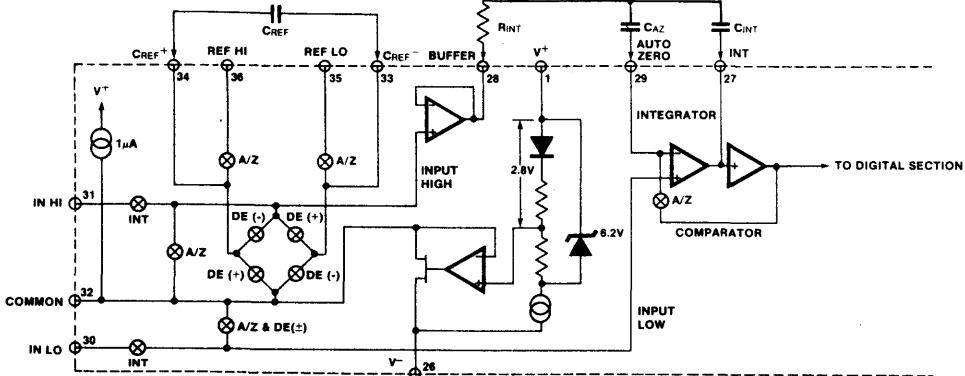 CREF
RINT
CAZ
CINT
CREF+
REF HI
REF LO
CREF−
BUFFER
V+
AUTO
ZERO
INT
34
36
35
33
28
1
29
27
V+
1µA
A/Z
A/Z
INPUT
HIGH
2.8V
INTEGRATOR
TO DIGITAL SECTION
A/Z
COMPARATOR
IN HI
31
INT
DE (-)
DE (+)
A/Z
DE (+)
DE (-)
6.2V
COMMON
32
A/Z & DE(±)
INPUT
LOW
IN LO
30
INT
V−
26